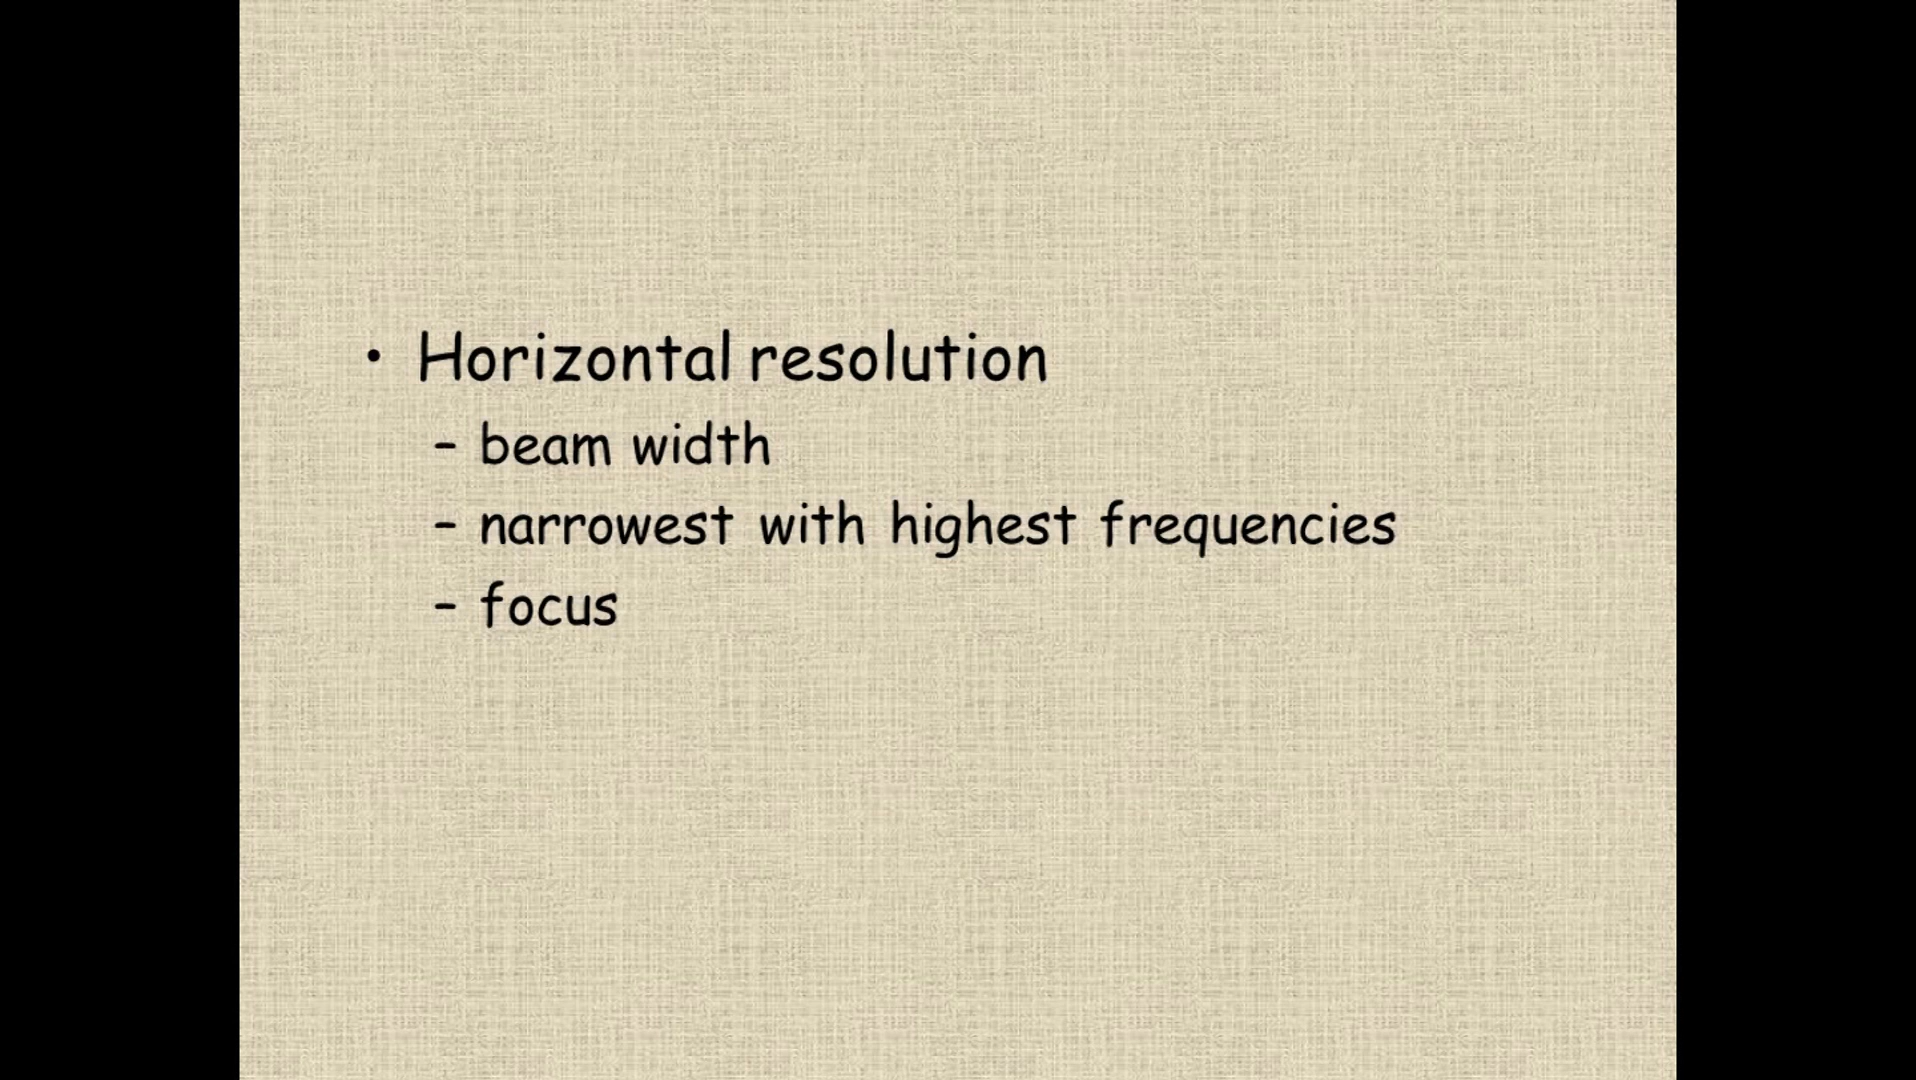 • Horizontal resolution
– beam width
– narrowest with highest frequencies
– focus